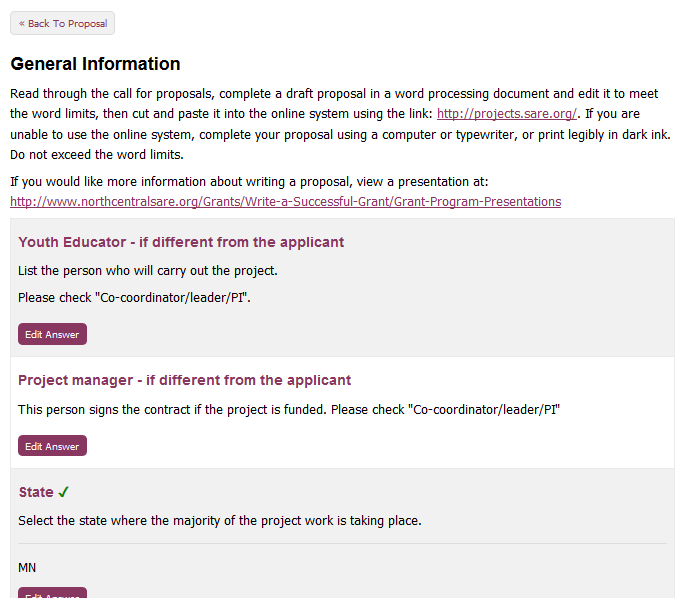 « Back To Proposal
General Information
Read through the call for proposals, complete a draft proposal in a word processing document and edit it to meet
the word limits, then cut and paste it into the online system using the link: http://projects.sare.org/. If you are
unable to use the online system, complete your proposal using a computer or typewriter, or print legibly in dark ink.
Do not exceed the word limits.
If you would like more information about writing a proposal, view a presentation at:
http://www.northcentralsare.org/Grants/Write-a-Successful-Grant/Grant-Program-Presentations
Youth Educator - if different from the applicant
List the person who will carry out the project.
Please check "Co-coordinator/leader/PI".
Edit Answer
Project manager - if different from the applicant
This person signs the contract if the project is funded. Please check "Co-coordinator/leader/PI"
Edit Answer
State ✓
Select the state where the majority of the project work is taking place.
MN
Edit Answer